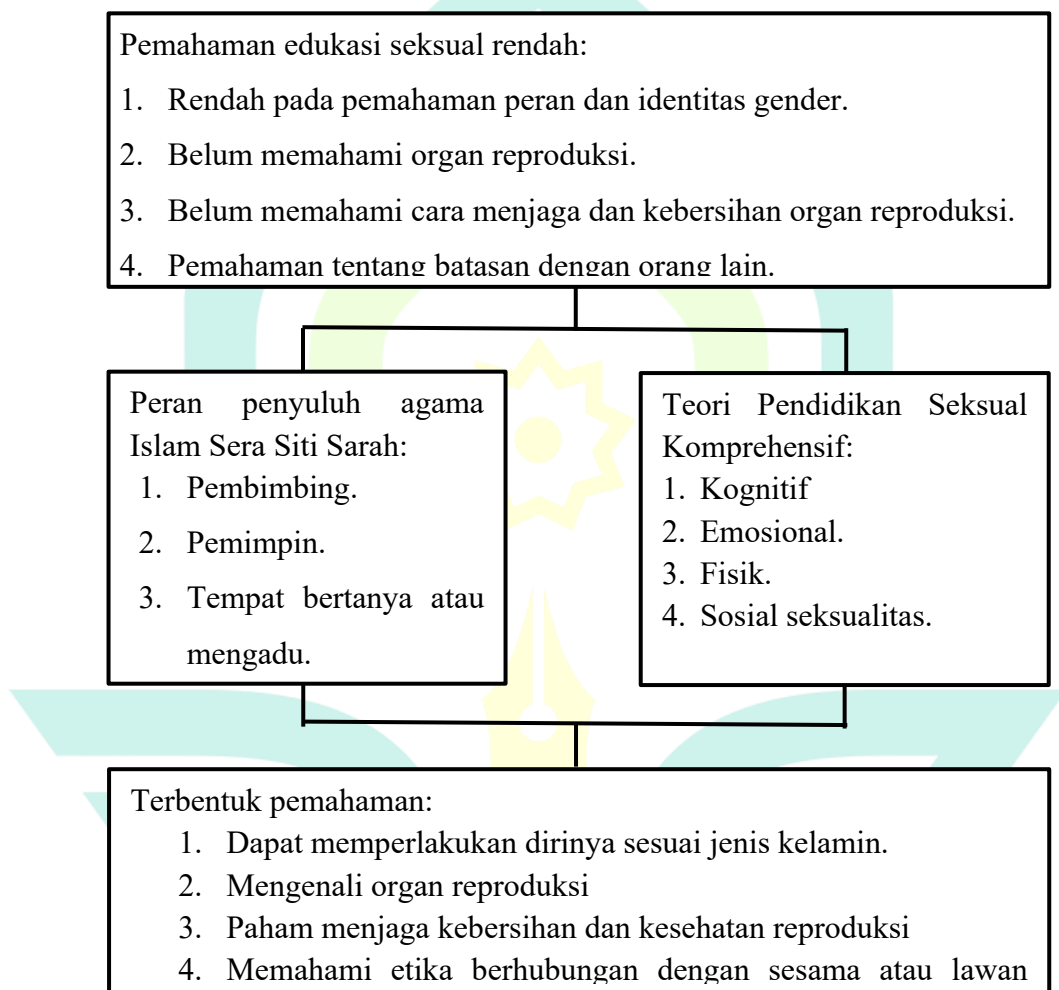 Pemahaman edukasi seksual rendah:
1. Rendah pada pemahaman peran dan identitas gender.
2. Belum memahami organ reproduksi.
3. Belum memahami cara menjaga dan kebersihan organ reproduksi.
4. Pemahaman tentang batasan dengan orang lain.
Peran penyuluh agama
Islam Sera Siti Sarah:
1. Pembimbing.
2. Pemimpin.
3. Tempat bertanya atau
mengadu.
Teori Pendidikan Seksual
Komprehensif:
1. Kognitif
2. Emosional.
3. Fisik.
4. Sosial seksualitas.
Terbentuk pemahaman:
1. Dapat memperlakukan dirinya sesuai jenis kelamin.
2. Mengenali organ reproduksi
3. Paham menjaga kebersihan dan kesehatan reproduksi
4. Memahami etika berhubungan dengan sesama atau lawan